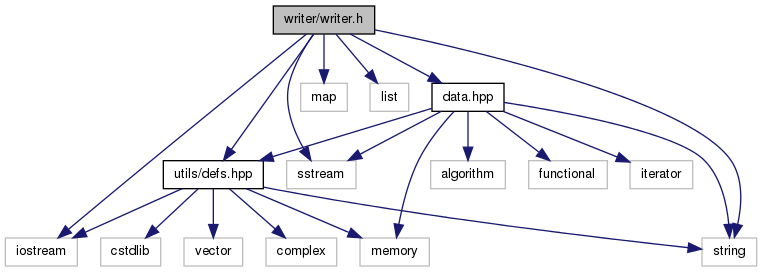 writer/writer.h
map
list
data.hpp
utils/defs.hpp
sstream
algorithm
functional
iterator
iostream
cstdlib
vector
complex
memory
string